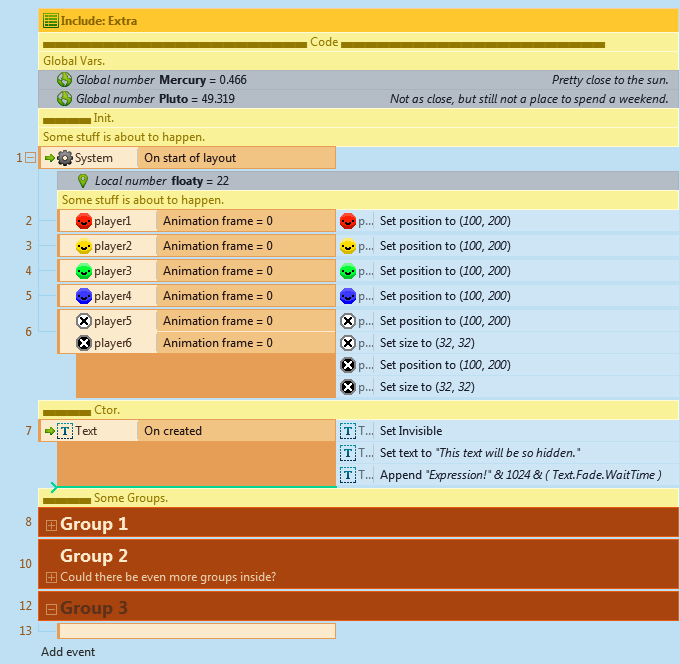 Include: Extra
Code
Global Vars.
Global number Mercury = 0.466 Pretty close to the sun.
Global number Pluto = 49.319 Not as close, but still not a place to spend a weekend.
Init.
Some stuff is about to happen.
1 System On start of layout
Local number floaty = 22
Some stuff is about to happen.
2 player1 Animation frame = 0 p... Set position to (100, 200)
3 player2 Animation frame = 0 p... Set position to (100, 200)
4 player3 Animation frame = 0 p... Set position to (100, 200)
5 player4 Animation frame = 0 p... Set position to (100, 200)
6 player5 Animation frame = 0 p... Set position to (100, 200)
player6 Animation frame = 0 p... Set size to (32, 32)
p... Set position to (100, 200)
p... Set size to (32, 32)
Ctor.
7 T Text On created T T... Set Invisible
T T... Set text to "This text will be so hidden."
T T... Append "Expression!" & 1024 & ( Text.Fade.WaitTime )
Some Groups.
8 Group 1
10 Group 2
Could there be even more groups inside?
12 Group 3
13
Add event